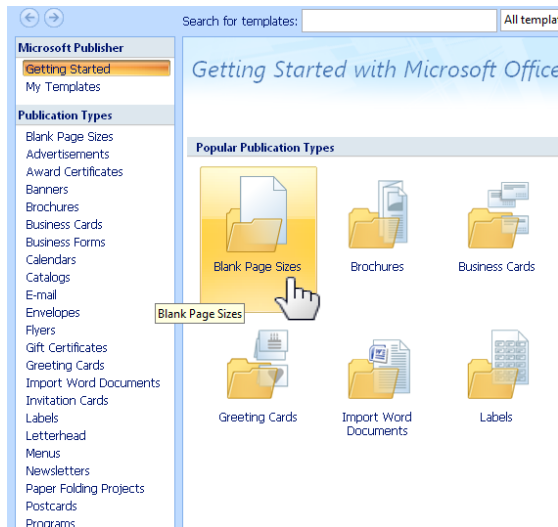 Search for templates:
All templa
Microsoft Publisher
Getting Started
My Templates
Publication Types
Blank Page Sizes
Advertisements
Award Certificates
Banners
Brochures
Business Cards
Business Forms
Calendars
Catalogs
E-mail
Envelopes
Flyers
Gift Certificates
Greeting Cards
Import Word Documents
Invitation Cards
Labels
Letterhead
Menus
Newsletters
Paper Folding Projects
Postcards
Programs
Getting Started with Microsoft Office
Popular Publication Types
Blank Page Sizes
Brochures
Business Cards
Blank Page Sizes
Greeting Cards
Import Word
Documents
Labels